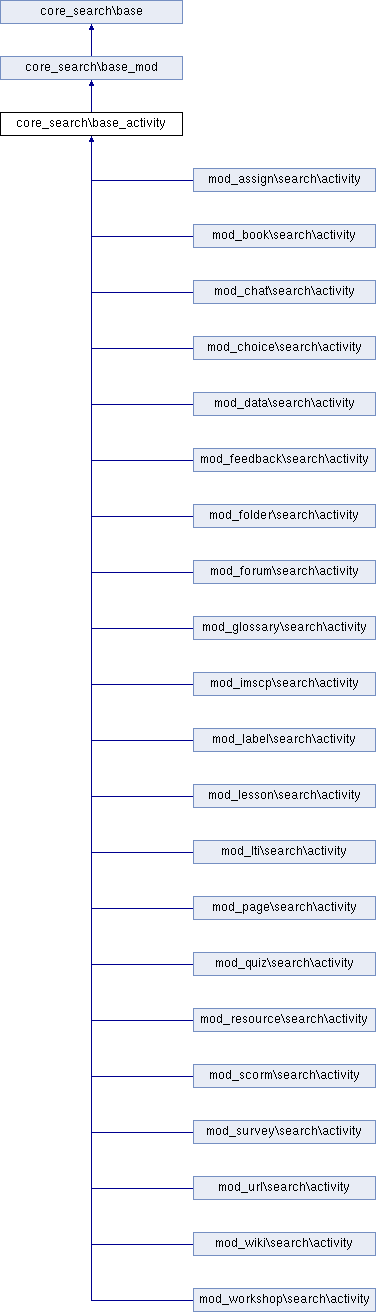 core_search\base
core_search\base_mod
core_search\base_activity
mod_assign\search\activity
mod_book\search\activity
mod_chat\search\activity
mod_choice\search\activity
mod_data\search\activity
mod_feedback\search\activity
mod_folder\search\activity
mod_forum\search\activity
mod_glossary\search\activity
mod_imscp\search\activity
mod_label\search\activity
mod_lesson\search\activity
mod_lti\search\activity
mod_page\search\activity
mod_quiz\search\activity
mod_resource\search\activity
mod_scorm\search\activity
mod_survey\search\activity
mod_url\search\activity
mod_wiki\search\activity
mod_workshop\search\activity